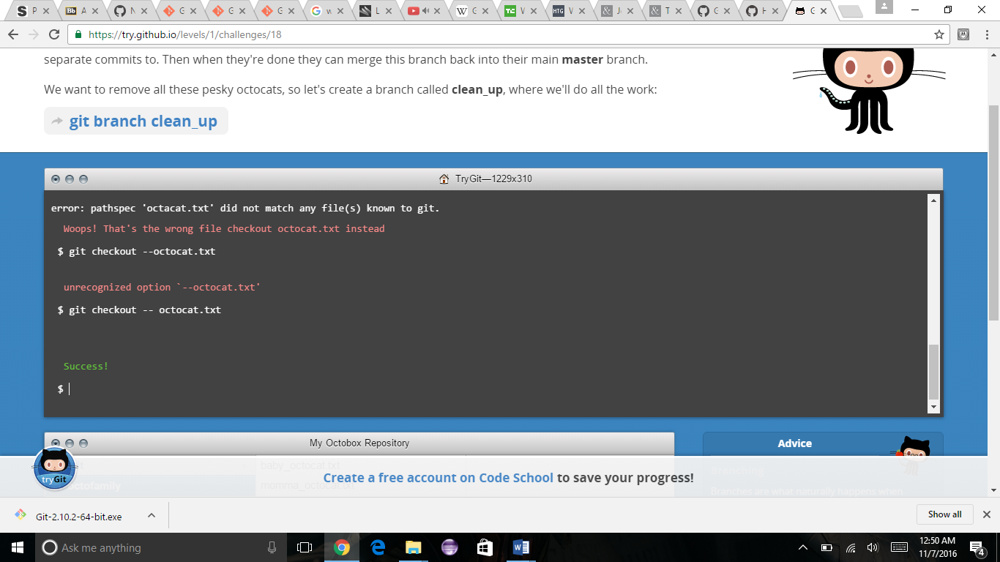 S P
Bb A
N
G
G
G
G w
L
W G
TC V
HTG W
& J
& T
G
https://try.github.io/levels/1/challenges/18
separate commits to. Then when they're done they can merge this branch back into their main master branch.
We want to remove all these pesky octocats, so let's create a branch called clean_up, where we'll do all the work:
git branch clean_up
TryGit—1229x310
error: pathspec 'octacat.txt' did not match any file(s) known to git.
Woops! That's the wrong file checkout octocat.txt instead
$ git checkout --octocat.txt
unrecognized option `--octocat.txt'
$ git checkout -- octocat.txt
Success!
$
My Octobox Repository
Advice
baby_octocat.txt
Branching
tryGit
octofamily
momma_octocat.txt
Create a free account on Code School to save your progress!
Branches are what naturally happens when
Git-2.10.2-64-bit.exe
Show all
Ask me anything
12:50 AM
11/7/2016
4